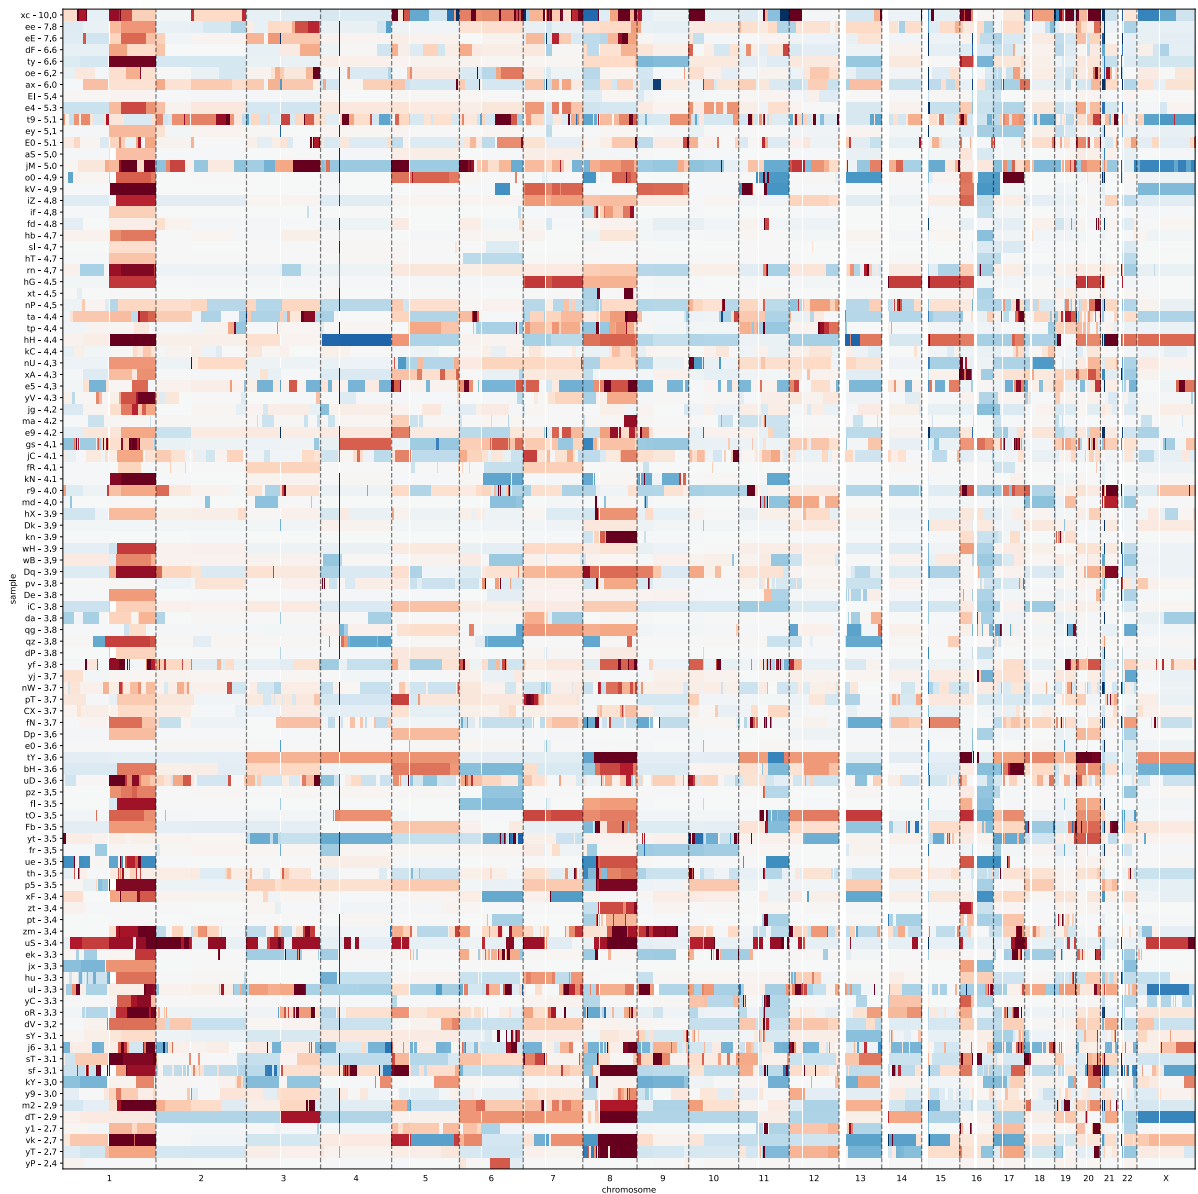 xc - 10.0
ee - 7.8
eE - 7.6
dF - 6.6
ty - 6.6
oe - 6.2
ax - 6.0
e4 - 5.3
t9 - 5.1
ey - 5.1
E0 - 5.1
aS - 5.0
jM - 5.0
o0 - 4.9
kV - 4.9
iZ - 4.8
if - 4.8
fd - 4.8
hb - 4.7
hT - 4.7
rn - 4.7
hG - 4.5
xt - 4.5
nP - 4.5
ta - 4.4
tp - 4.4
hH - 4.4
kC - 4.4
nU - 4.3
xA - 4.3
e5 - 4.3
yV - 4.3
jg - 4.2
ma - 4.2
e9 - 4.2
gs - 4.1
jC - 4.1
fR - 4.1
kN - 4.1
r9 - 4.0
md - 4.0
hX - 3.9
Dk - 3.9
kn - 3.9
wH - 3.9
wB - 3.9
Dq - 3.9
pv - 3.8
De - 3.8
iC - 3.8
da - 3.8
qg - 3.8
qz - 3.8
dP - 3.8
yf - 3.8
yj - 3.7
nW - 3.7
pT - 3.7
CX - 3.7
fN - 3.7
Dp - 3.6
e0 - 3.6
tY - 3.6
bH - 3.6
uD - 3.6
pz - 3.5
tO - 3.5
Fb - 3.5
yt - 3.5
fr - 3.5
ue - 3.5
th - 3.5
p5 - 3.5
xF - 3.4
zt - 3.4
pt - 3.4
zm - 3.4
uS - 3.4
ek - 3.3
jx - 3.3
hu - 3.3
yC - 3.3
oR - 3.3
dV - 3.2
sY - 3.1
j6 - 3.1
sT - 3.1
sf - 3.1
kY - 3.0
y9 - 3.0
m2 - 2.9
dT - 2.9
y1 - 2.7
vk - 2.7
yT - 2.7
yP - 2.4
sample
1 2 3 4 5 6 7 8 9 10 11 12 13 14 15 16 17 18 19 20 21 22 X
chromosome